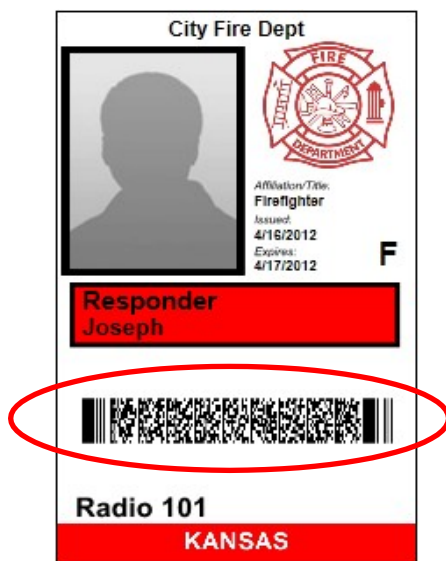 City Fire Dept
FIRE
DEPARTMENT
Affiliation/Title:
Firefighter
Issued:
4/16/2012
Expires:
4/17/2012
F
Responder
Joseph
Radio 101
KANSAS